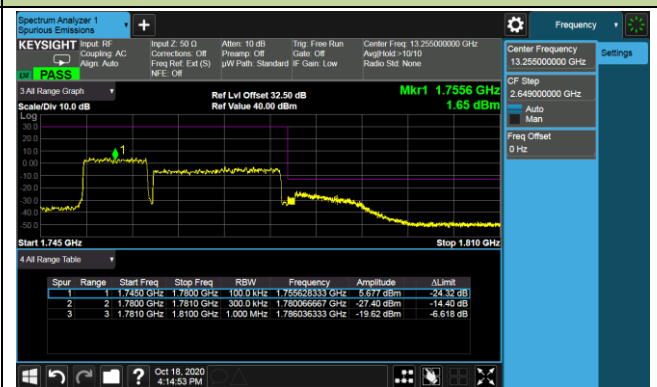 Spectrum Analyzer 1
Spurious Emissions
Frequency
KEYSIGHT
Input: RF
Coupling: AC
Align: Auto
Input Z: 50 Ω
Corrections: Off
Freq Ref: Ext (S)
NFE: Off
Atten: 10 dB
Preamp: Off
µW Path: Standard
Trig: Free Run
Gate: Off
IF Gain: Low
Center Freq: 13.255000000 GHz
Avg|Hold:>10/10
Radio Std: None
PASS
Center Frequency
13.255000000 GHz
Settings
CF Step
2.649000000 GHz
Auto
Man
Freq Offset
0 Hz
3 All Range Graph
Scale/Div 10.0 dB
Ref Lvl Offset 32.50 dB
Ref Value 40.00 dBm
Mkr1 1.7556 GHz
1.65 dBm
Log
30.0
20.0
10.0
0.00
-10.0
-20.0
-30.0
-40.0
-50.0
1
Start 1.745 GHz
Stop 1.810 GHz
4 All Range Table
Spur Range Start Freq Stop Freq RBW Frequency Amplitude ΔLimit
1 1 1.7450 GHz 1.7800 GHz 100.0 kHz 1.755628333 GHz 5.677 dBm -24.32 dB
2 2 1.7800 GHz 1.7810 GHz 300.0 kHz 1.780066667 GHz -27.40 dBm -14.40 dB
3 3 1.7810 GHz 1.8100 GHz 1.000 MHz 1.786036333 GHz -19.62 dBm -6.618 dB
?
Oct 18, 2020
4:14:53 PM